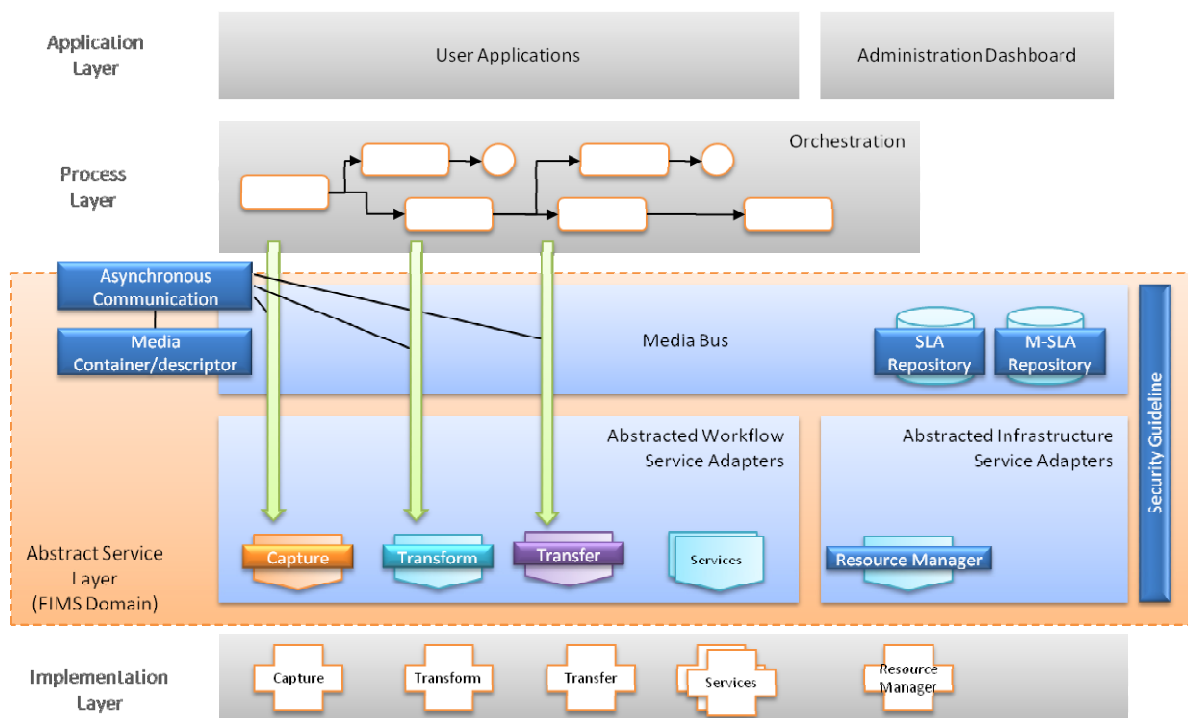 Application
Layer
User Applications
Administration Dashboard
Process
Layer
Orchestration
Asynchronous
Communication
Media
Container/descriptor
Media Bus
SLA
Repository
M-SLA
Repository
Security Guideline
Abstracted Workflow
Service Adapters
Abstracted Infrastructure
Service Adapters
Abstract Service
Layer
(FIMS Domain)
Capture
Transform
Transfer
Services
Resource Manager
Implementation
Layer
Capture
Transform
Transfer
Services
Resource
Manager